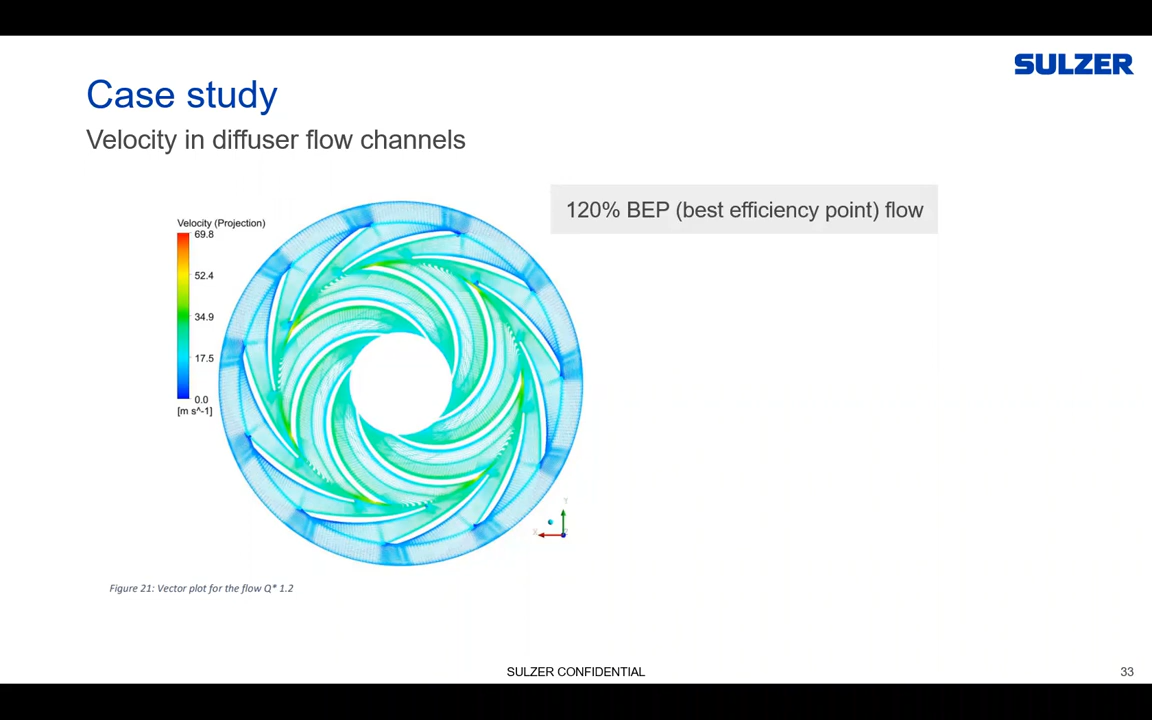 SULZER
Case study
Velocity in diffuser flow channels
120% BEP (best efficiency point) flow
Velocity (Projection)
69.8
52.4
34.9
17.5
0.0
[m s^-1]
Y
X
Figure 21: Vector plot for the flow Q* 1.2
SULZER CONFIDENTIAL
33